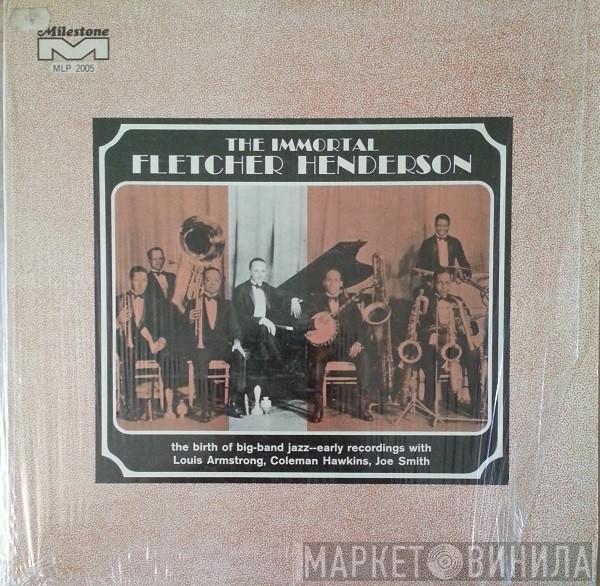 Milestone
M
MLP 2005
THE IMMORTAL
FLETCHER HENDERSON
the birth of big-band jazz--early recordings with
Louis Armstrong, Coleman Hawkins, Joe Smith
МАРКЕТ ВИНИЛА